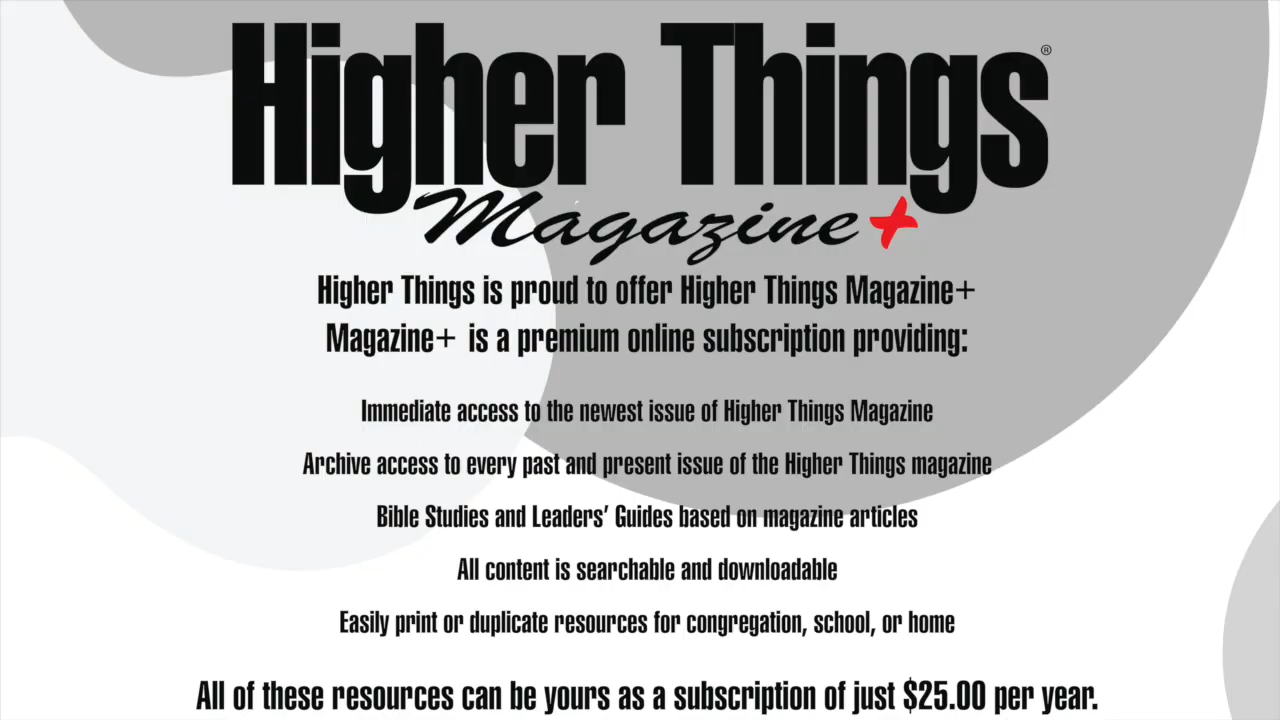 Higher Things®
Magazine+
Higher Things is proud to offer Higher Things Magazine+
Magazine+ is a premium online subscription providing:
Immediate access to the newest issue of Higher Things Magazine
Archive access to every past and present issue of the Higher Things magazine
Bible Studies and Leaders’ Guides based on magazine articles
All content is searchable and downloadable
Easily print or duplicate resources for congregation, school, or home
All of these resources can be yours as a subscription of just $25.00 per year.